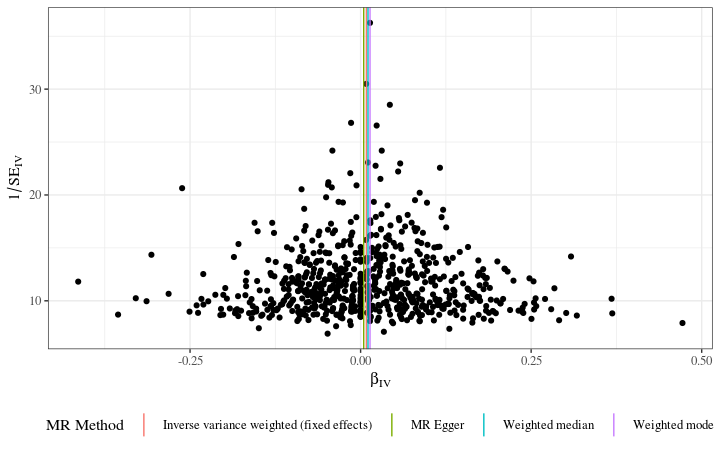 30
20
10
1/SE_IV
-0.25 0.00 0.25 0.50
β_IV
MR Method Inverse variance weighted (fixed effects) MR Egger Weighted median Weighted mode